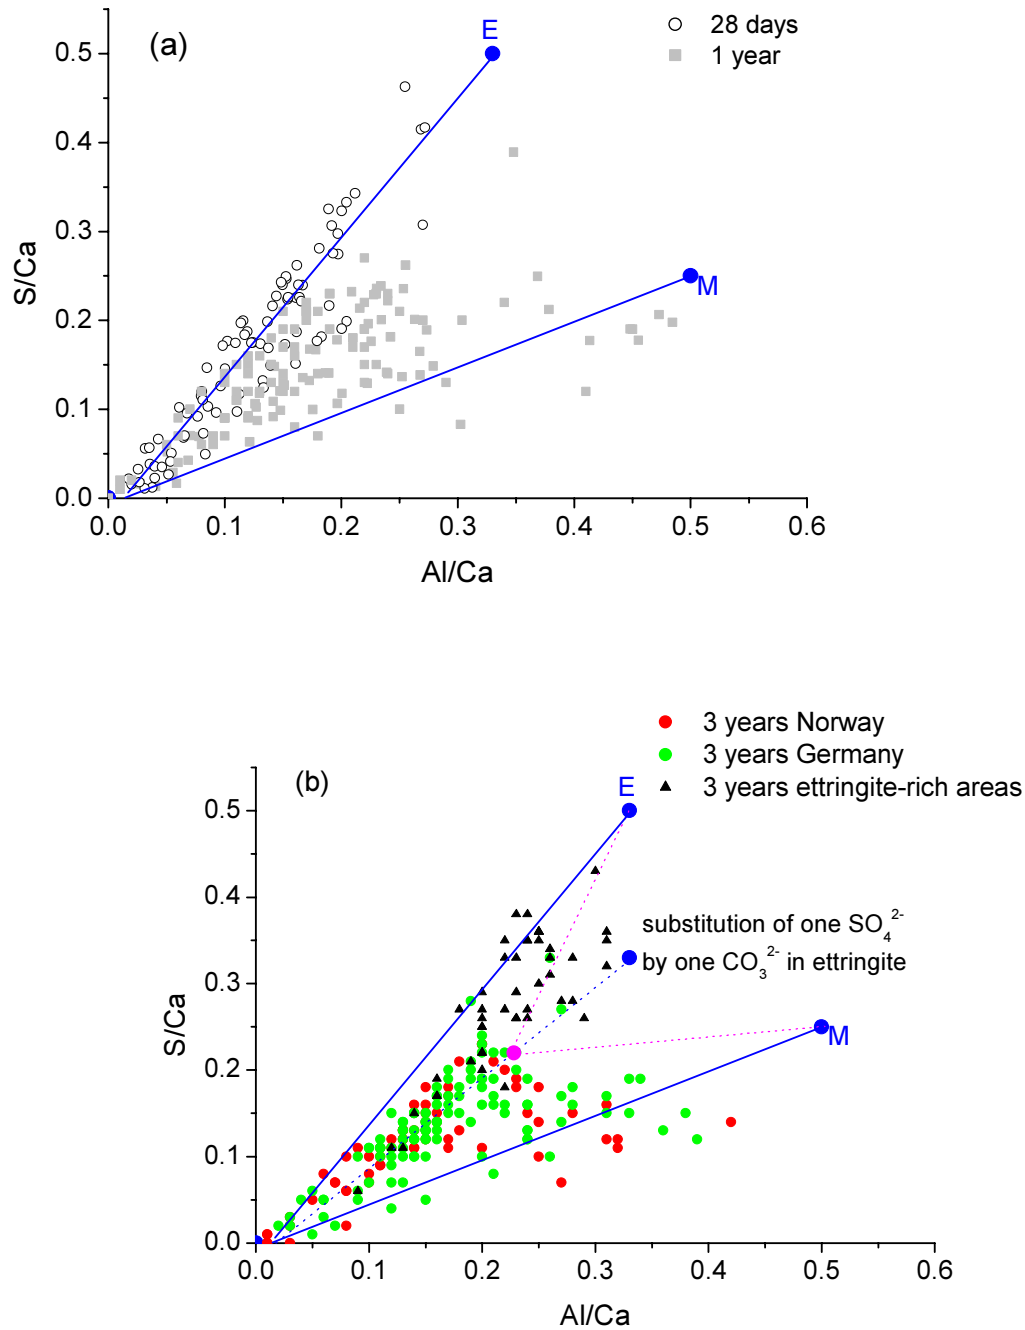 (a)
E
28 days
1 year
0.5
0.4
0.3
0.2
0.1
0.0
M
S/Ca
0.0 0.1 0.2 0.3 0.4 0.5 0.6
Al/Ca
3 years Norway
3 years Germany
3 years ettringite-rich areas
(b)
E
0.5
0.4
0.3
0.2
0.1
0.0
substitution of one SO₄²⁻
by one CO₃²⁻ in ettringite
M
S/Ca
0.0 0.1 0.2 0.3 0.4 0.5 0.6
Al/Ca